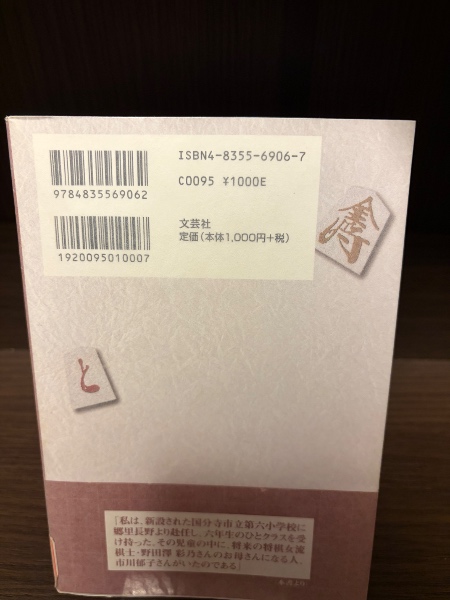 ISBN4-8355-6906-7
C0095 ¥1000E
9784835569062
文芸社
定価(本体1,000円+税)
1920095010007
と
「私は、新設された国分寺市立第六小学校に
郷里長野より赴任し、六年生のひとクラスを受
け持った。その児童の中に、将来の将棋女流
棋士・野田澤 彩乃さんのお母さんになる人、
市川郁子さんがいたのである」
本書より